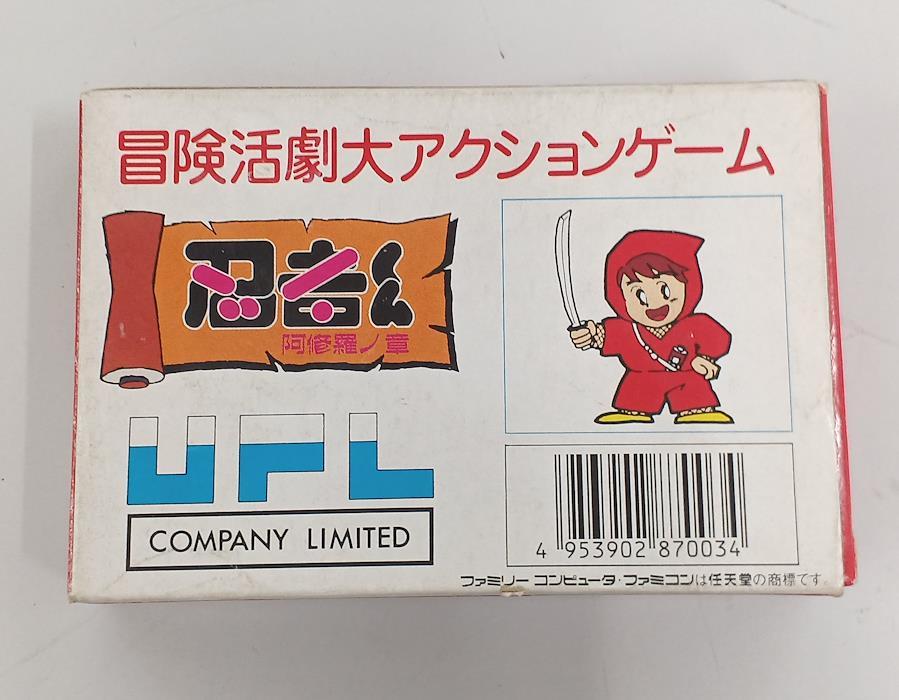 冒険活劇大アクションゲーム
忍者くん
阿修羅ノ章
UPL
COMPANY LIMITED
4 953902 870034
ファミリーコンピュータ・ファミコンは任天堂の商標です